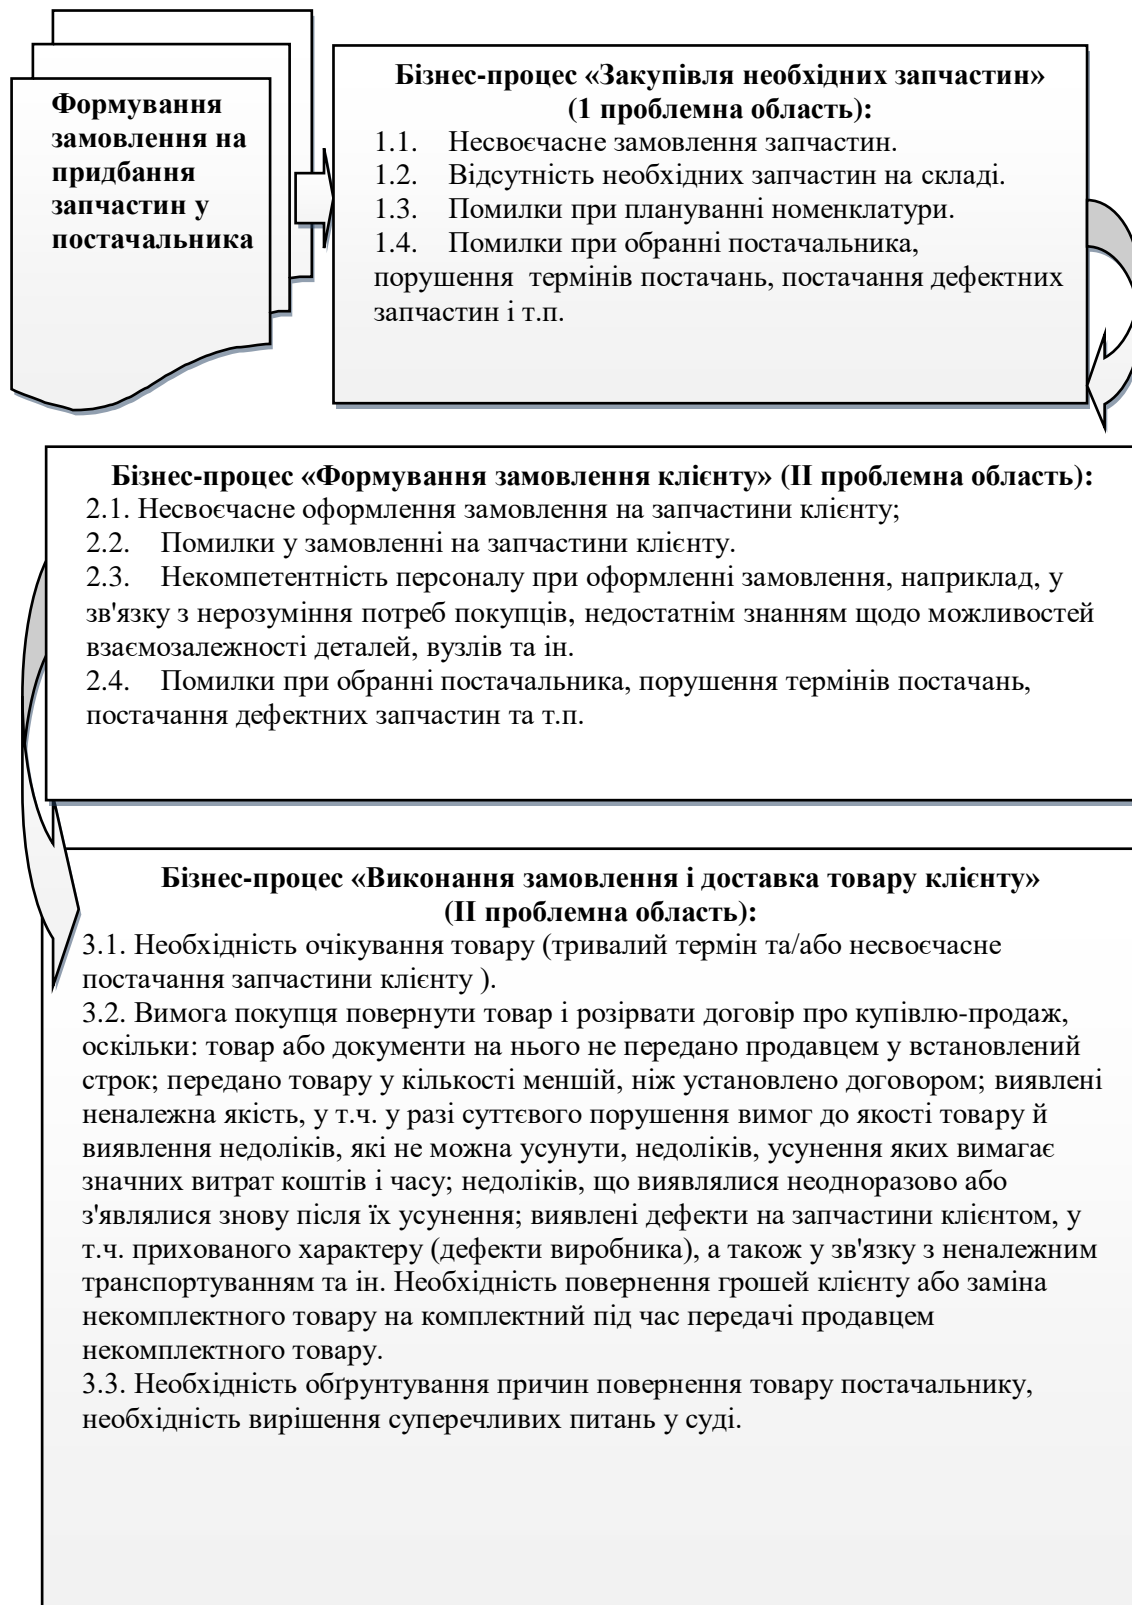 Формування
замовлення на
придбання
запчастин у
постачальника
Бізнес-процес «Закупівля необхідних запчастин»
(1 проблемна область):
1.1. Несвоєчасне замовлення запчастин.
1.2. Відсутність необхідних запчастин на складі.
1.3. Помилки при плануванні номенклатури.
1.4. Помилки при обранні постачальника,
порушення термінів постачань, постачання дефектних
запчастин і т.п.
Бізнес-процес «Формування замовлення клієнту» (ІІ проблемна область):
2.1. Несвоєчасне оформлення замовлення на запчастини клієнту;
2.2. Помилки у замовленні на запчастини клієнту.
2.3. Некомпетентність персоналу при оформленні замовлення, наприклад, у
зв'язку з нерозуміння потреб покупців, недостатнім знанням щодо можливостей
взаємозалежності деталей, вузлів та ін.
2.4. Помилки при обранні постачальника, порушення термінів постачань,
постачання дефектних запчастин та т.п.
Бізнес-процес «Виконання замовлення і доставка товару клієнту»
(ІІ проблемна область):
3.1. Необхідність очікування товару (тривалий термін та/або несвоєчасне
постачання запчастини клієнту ).
3.2. Вимога покупця повернути товар і розірвати договір про купівлю-продаж,
оскільки: товар або документи на нього не передано продавцем у встановлений
строк; передано товару у кількості меншій, ніж установлено договором; виявлені
неналежна якість, у т.ч. у разі суттєвого порушення вимог до якості товару й
виявлення недоліків, які не можна усунути, недоліків, усунення яких вимагає
значних витрат коштів і часу; недоліків, що виявлялися неодноразово або
з'являлися знову після їх усунення; виявлені дефекти на запчастини клієнтом, у
т.ч. прихованого характеру (дефекти виробника), а також у зв'язку з неналежним
транспортуванням та ін. Необхідність повернення грошей клієнту або заміна
некомплектного товару на комплектний під час передачі продавцем
некомплектного товару.
3.3. Необхідність обґрунтування причин повернення товару постачальнику,
необхідність вирішення суперечливих питань у суді.